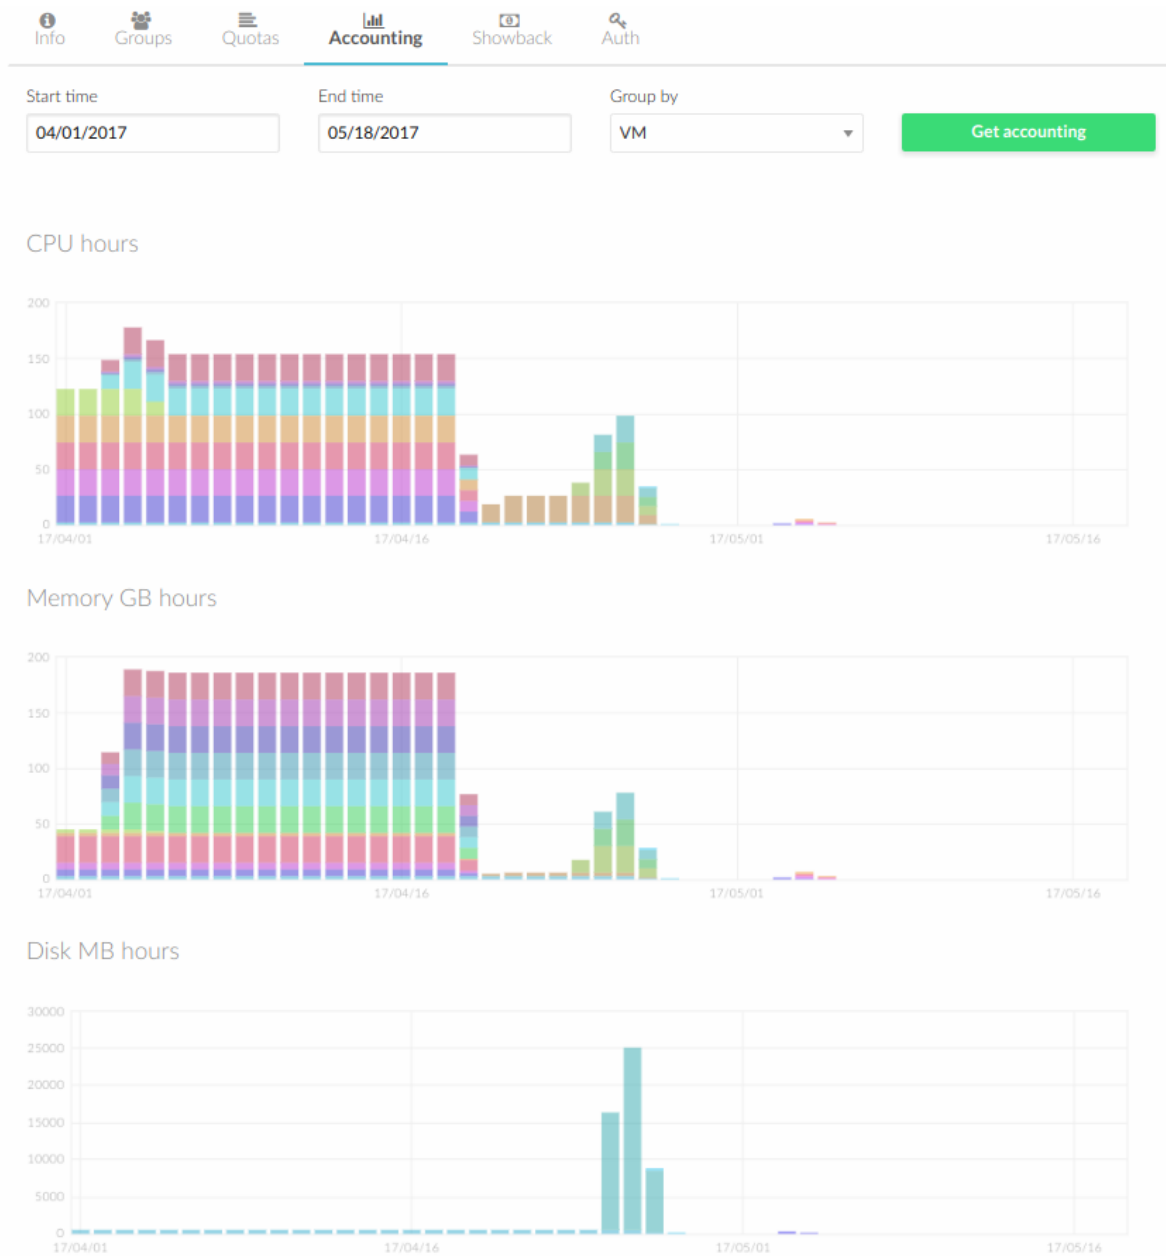 Info Groups Quotas Accounting Showback Auth
Start time End time Group by
04/01/2017 05/18/2017 VM Get accounting
CPU hours
200
150
100
50
0
17/04/01 17/04/16 17/05/01 17/05/16
Memory GB hours
200
150
100
50
0
17/04/01 17/04/16 17/05/01 17/05/16
Disk MB hours
30000
25000
20000
15000
10000
5000
0
17/04/01 17/04/16 17/05/01 17/05/16